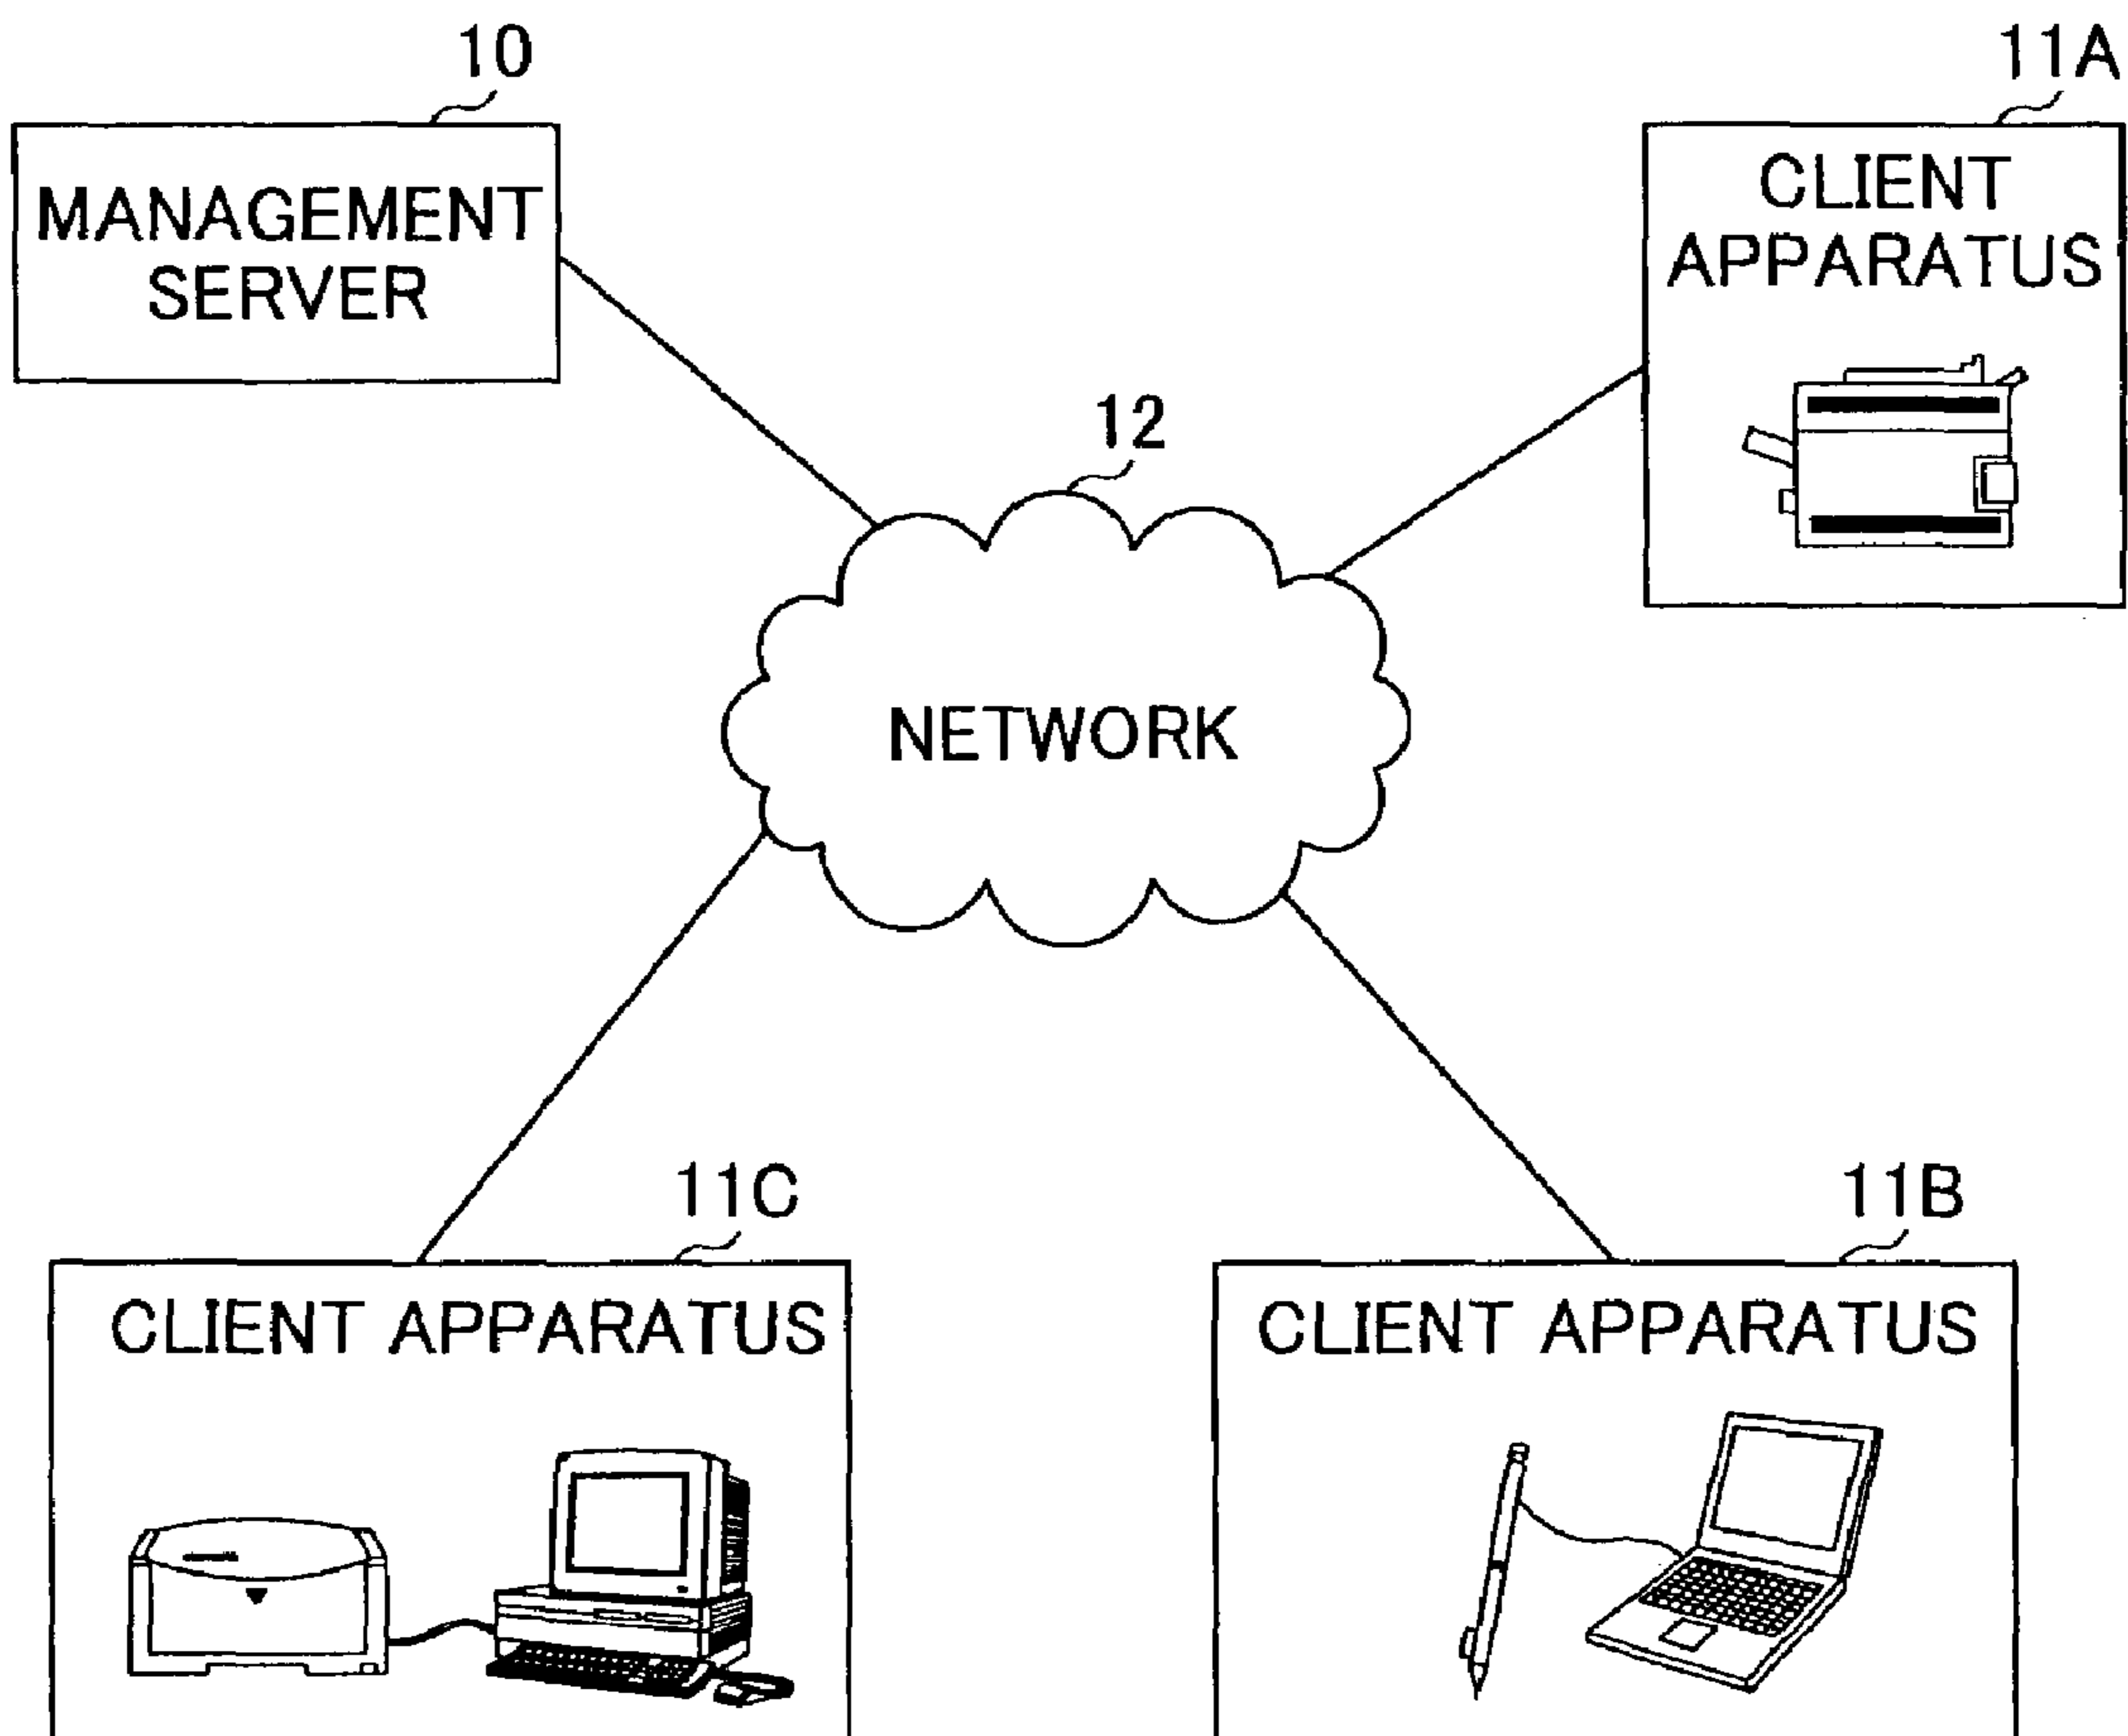 10
MANAGEMENT
SERVER
11A
CLIENT
APPARATUS
12
NETWORK
11C
CLIENT APPARATUS
11B
CLIENT APPARATUS